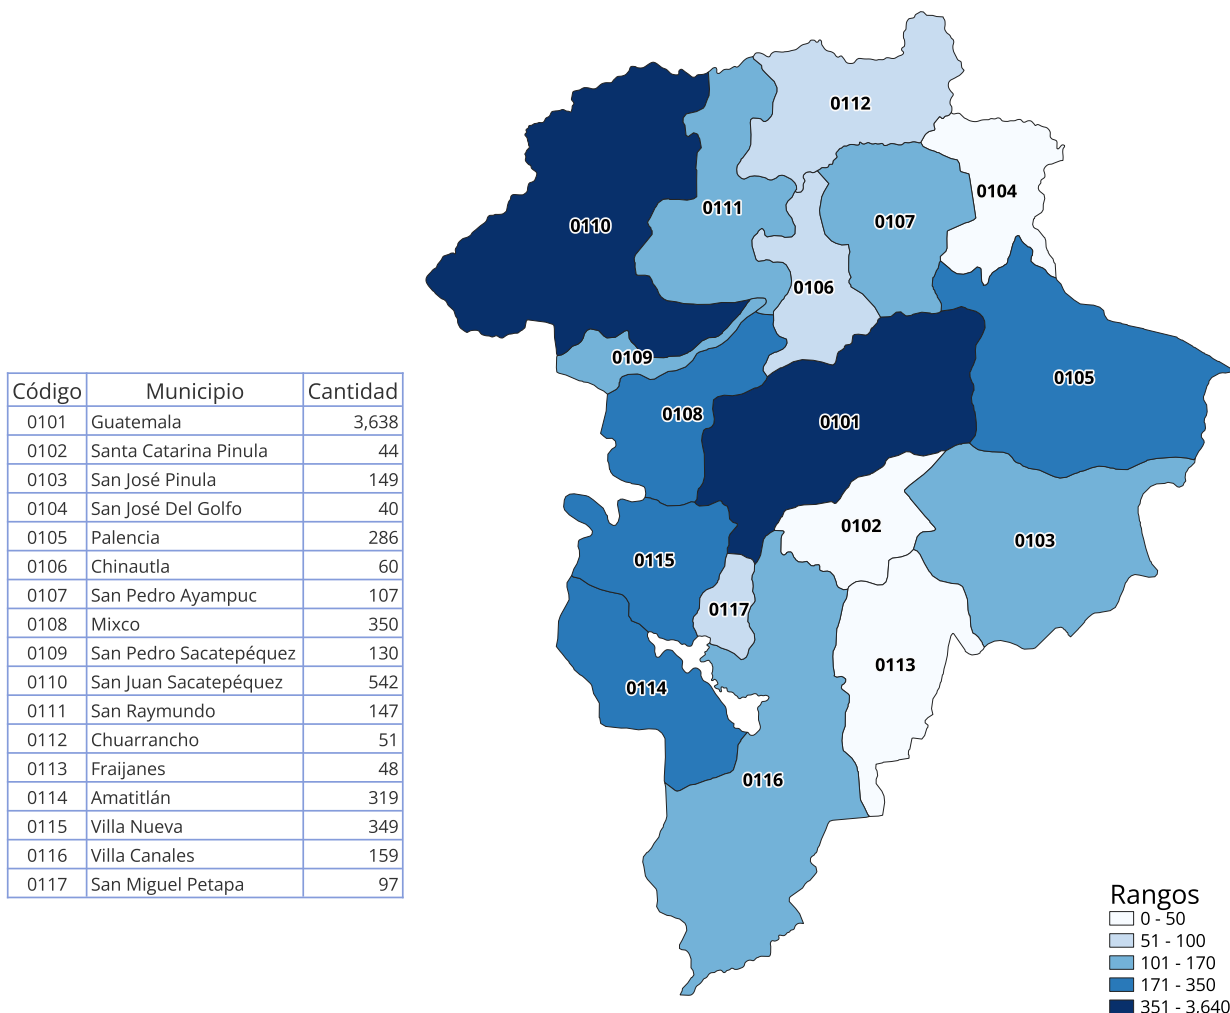 Código Municipio Cantidad
0101 Guatemala 3,638
0102 Santa Catarina Pinula 44
0103 San José Pinula 149
0104 San José Del Golfo 40
0105 Palencia 286
0106 Chinautla 60
0107 San Pedro Ayampuc 107
0108 Mixco 350
0109 San Pedro Sacatepéquez 130
0110 San Juan Sacatepéquez 542
0111 San Raymundo 147
0112 Chuarrancho 51
0113 Fraijanes 48
0114 Amatitlán 319
0115 Villa Nueva 349
0116 Villa Canales 159
0117 San Miguel Petapa 97
0112
0104
0111
0107
0110
0106
0109
0105
0108
0101
0102
0103
0115
0117
0113
0114
0116
Rangos
0 - 50
51 - 100
101 - 170
171 - 350
351 - 3,640